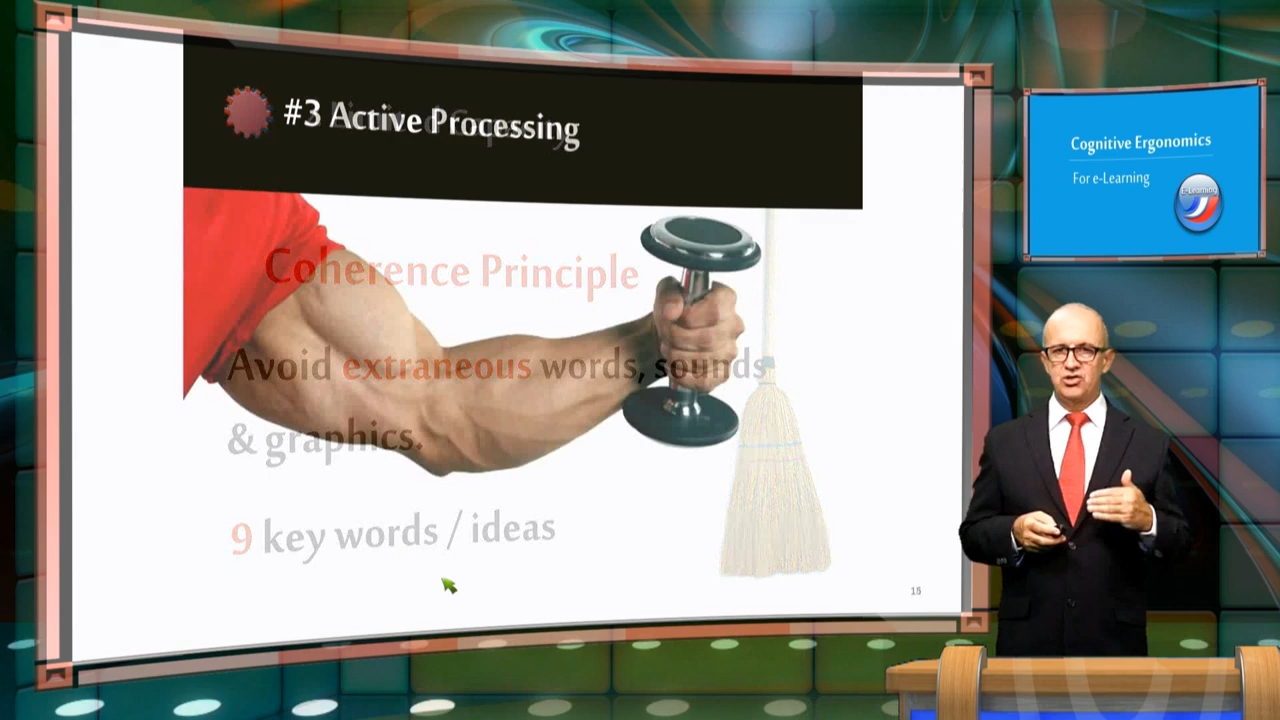 #3 Active Processing
Coherence Principle
Avoid extraneous words, sounds
& graphics.
9 key words / ideas
15
Cognitive Ergonomics
For e-Learning
E-Learning